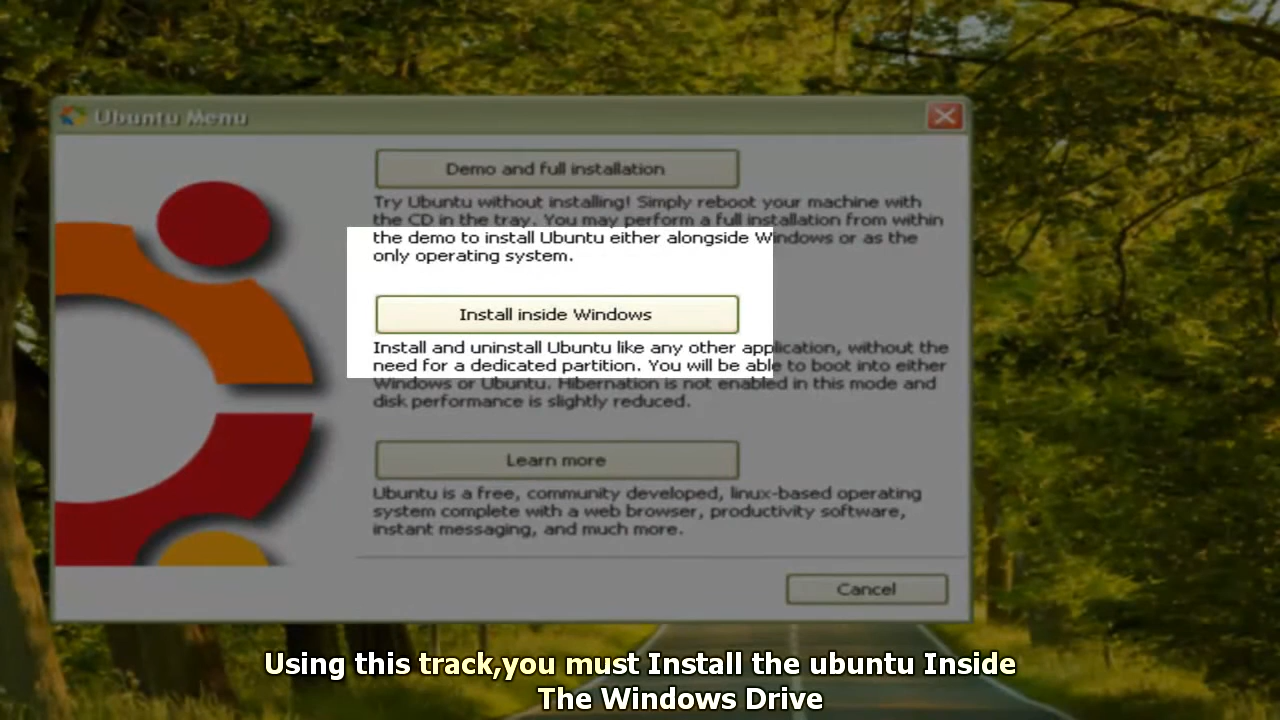 Ubuntu Menu
Demo and full installation
Try Ubuntu without installing! Simply reboot your machine with
the CD in the tray. You may perform a full installation from within
the demo to install Ubuntu either alongside Windows or as the
only operating system.
Install inside Windows
Install and uninstall Ubuntu like any other application, without the
need for a dedicated partition. You will be able to boot into either
Windows or Ubuntu. Hibernation is not enabled in this mode and
disk performance is slightly reduced.
Learn more
Ubuntu is a free, community developed, linux-based operating
system complete with a web browser, productivity software,
instant messaging, and much more.
Cancel
Using this track,you must Install the ubuntu Inside
The Windows Drive